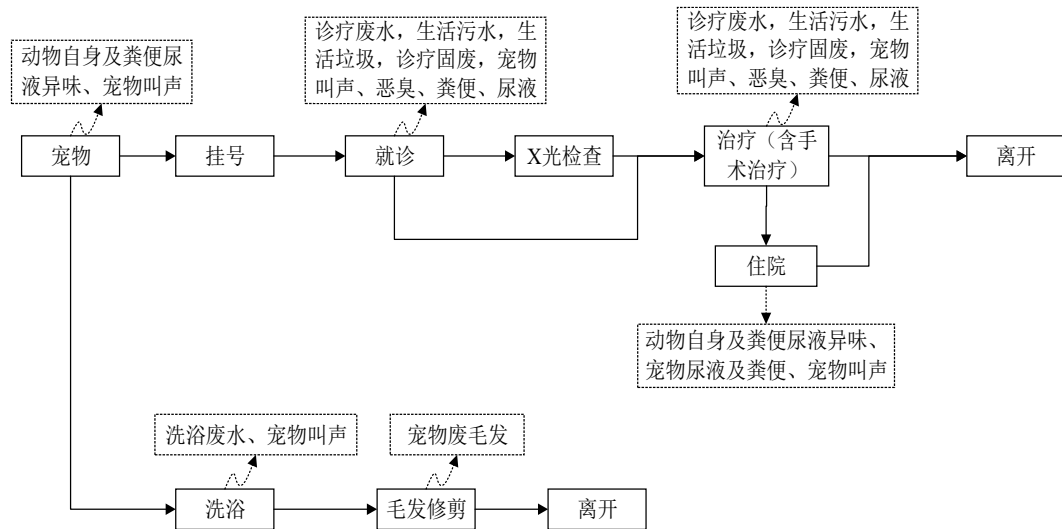 诊疗废水，生活污水，生
活垃圾，诊疗固废，宠物
叫声、恶臭、粪便、尿液
诊疗废水，生活污水，生
活垃圾，诊疗固废，宠物
叫声、恶臭、粪便、尿液
动物自身及粪便尿
液异味、宠物叫声
宠物
挂号
就诊
X光检查
治疗（含手
术治疗）
离开
住院
动物自身及粪便尿液异味、
宠物尿液及粪便、宠物叫声
洗浴废水、宠物叫声
宠物废毛发
洗浴
毛发修剪
离开